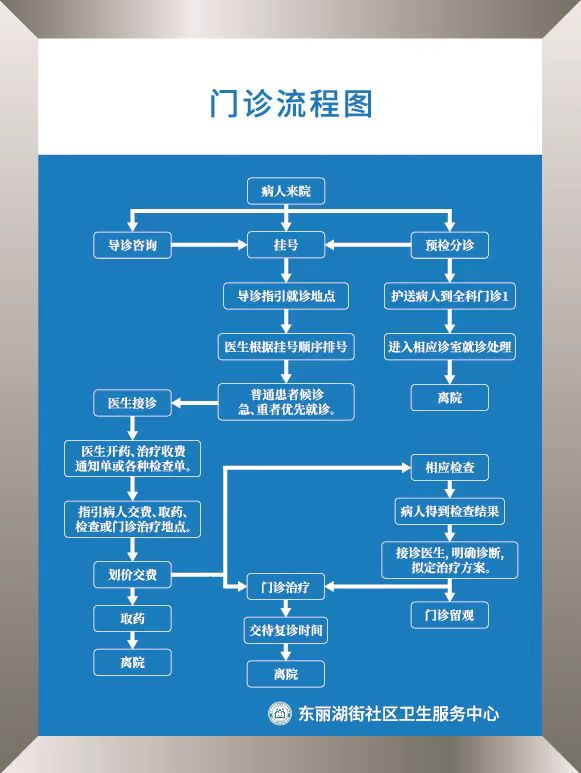 门诊流程图
病人来院
导诊咨询
挂号
预检分诊
导诊指引就诊地点
护送病人到全科门诊1
医生根据挂号顺序排号
进入相应诊室就诊处理
普通患者候诊
急、重者优先就诊。
离院
医生接诊
医生开药、治疗收费
通知单或各种检查单。
相应检查
指引病人交费、取药、
检查或门诊治疗地点。
病人得到检查结果
接诊医生,明确诊断,
拟定治疗方案。
划价交费
门诊治疗
门诊留观
取药
交待复诊时间
离院
离院
东丽湖街社区卫生服务中心